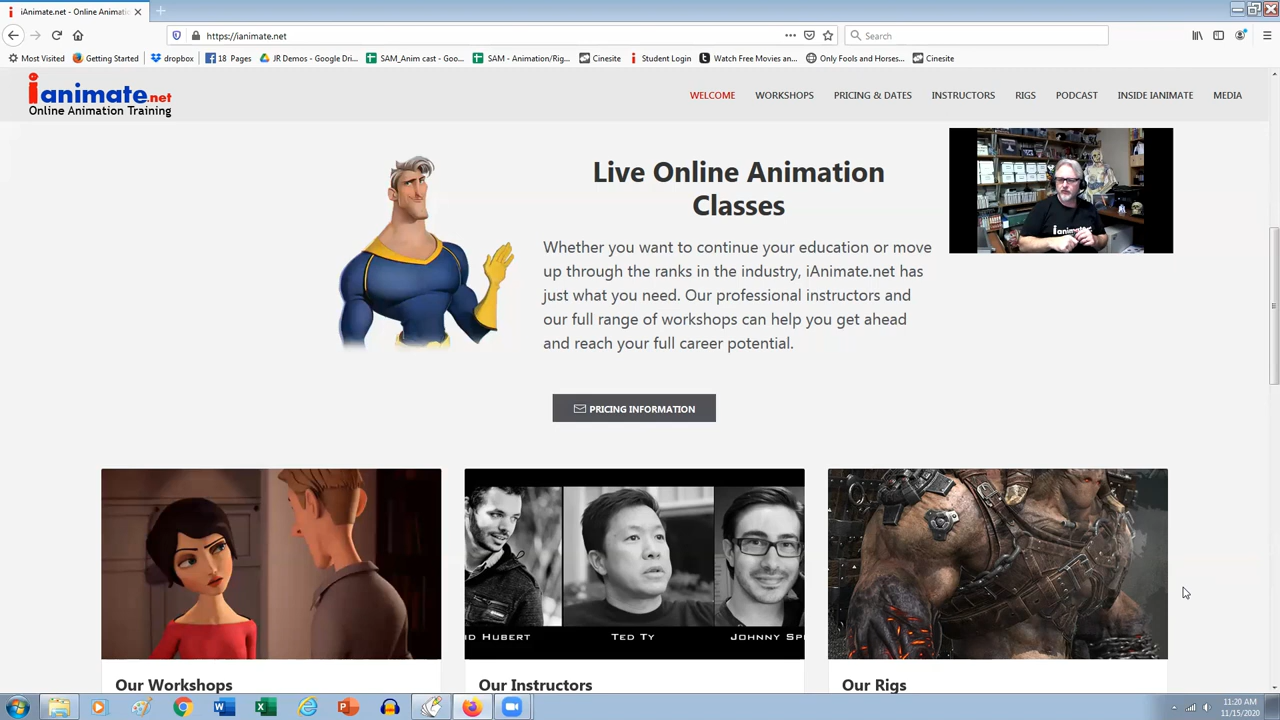 iAnimate.net - Online Animatio
https://ianimate.net
Search
Most Visited
Getting Started
dropbox
18 Pages
JR Demos - Google Dri...
SAM_Anim cast - Goo...
SAM - Animation/Rig...
Cinesite
Student Login
Watch Free Movies an...
Only Fools and Horses...
Cinesite
ianimate.net
Online Animation Training
WELCOME
WORKSHOPS
PRICING & DATES
INSTRUCTORS
RIGS
PODCAST
INSIDE IANIMATE
MEDIA
Live Online Animation
Classes
Whether you want to continue your education or move
up through the ranks in the industry, iAnimate.net has
just what you need. Our professional instructors and
our full range of workshops can help you get ahead
and reach your full career potential.
PRICING INFORMATION
ID HUBERT
TED TY
JOHNNY SP
Our Workshops
Our Instructors
Our Rigs
11:20 AM
11/15/2020